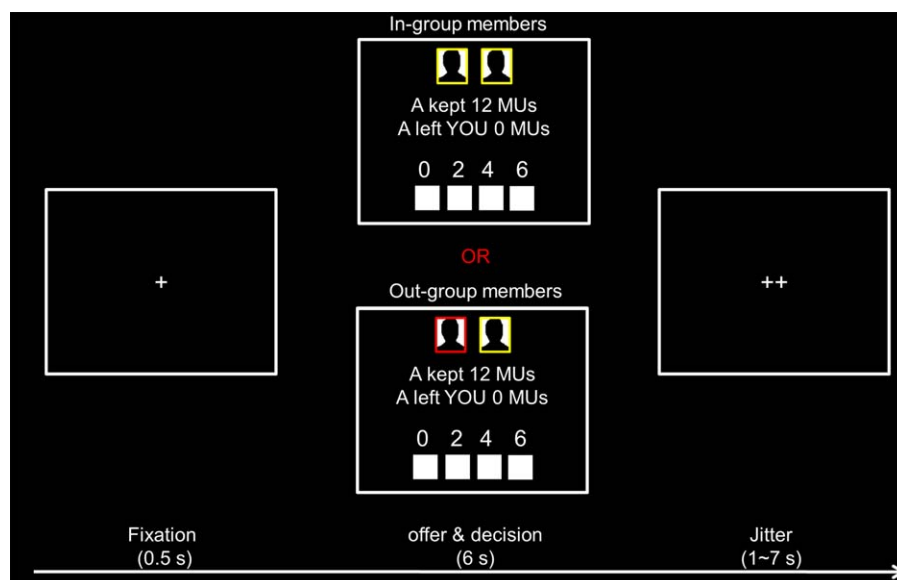 In-group members
A kept 12 MUs
A left YOU 0 MUs
0 2 4 6
+
OR
++
Out-group members
A kept 12 MUs
A left YOU 0 MUs
0 2 4 6
Fixation
(0.5 s)
offer & decision
(6 s)
Jitter
(1~7 s)